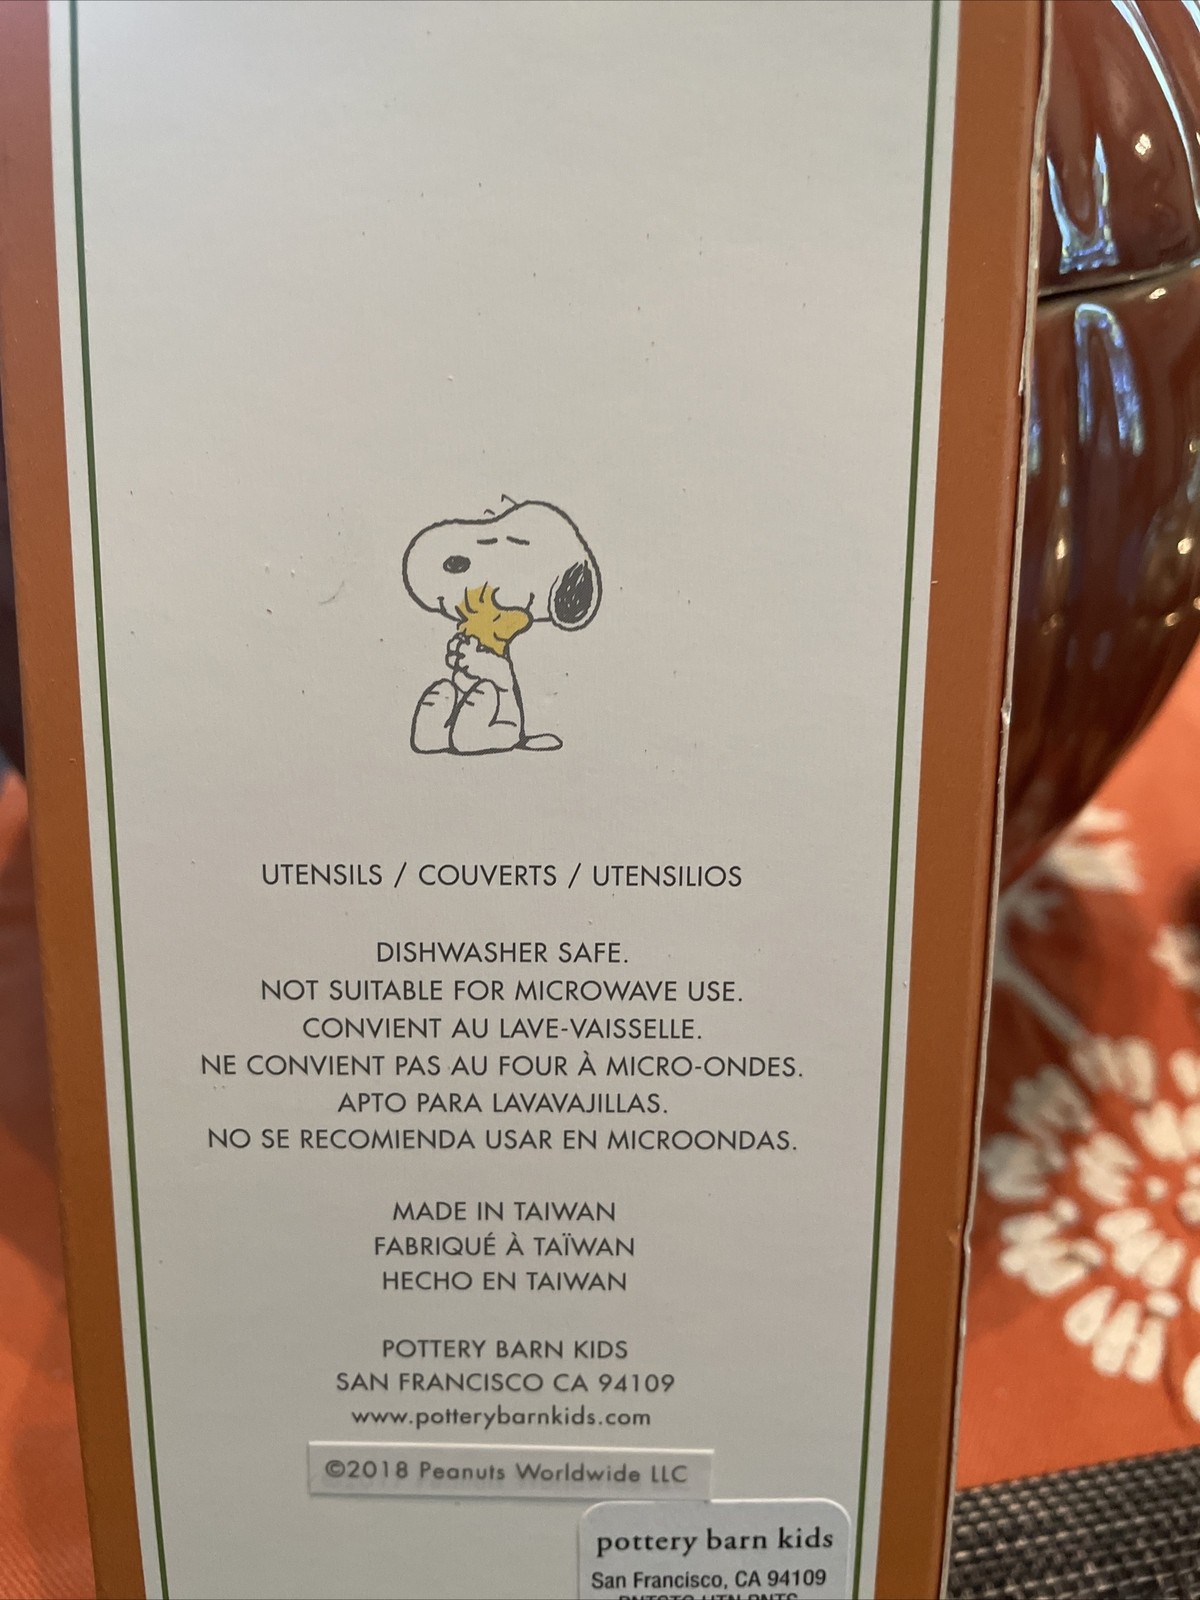 UTENSILS / COUVERTS / UTENSILIOS
DISHWASHER SAFE.
NOT SUITABLE FOR MICROWAVE USE.
CONVIENT AU LAVE-VAISSELLE.
NE CONVIENT PAS AU FOUR À MICRO-ONDES.
APTO PARA LAVAVAJILLAS.
NO SE RECOMIENDA USAR EN MICROONDAS.
MADE IN TAIWAN
FABRIQUÉ À TAÏWAN
HECHO EN TAIWAN
POTTERY BARN KIDS
SAN FRANCISCO CA 94109
www.potterybarnkids.com
©2018 Peanuts Worldwide LLC
pottery barn kids
San Francisco, CA 94109